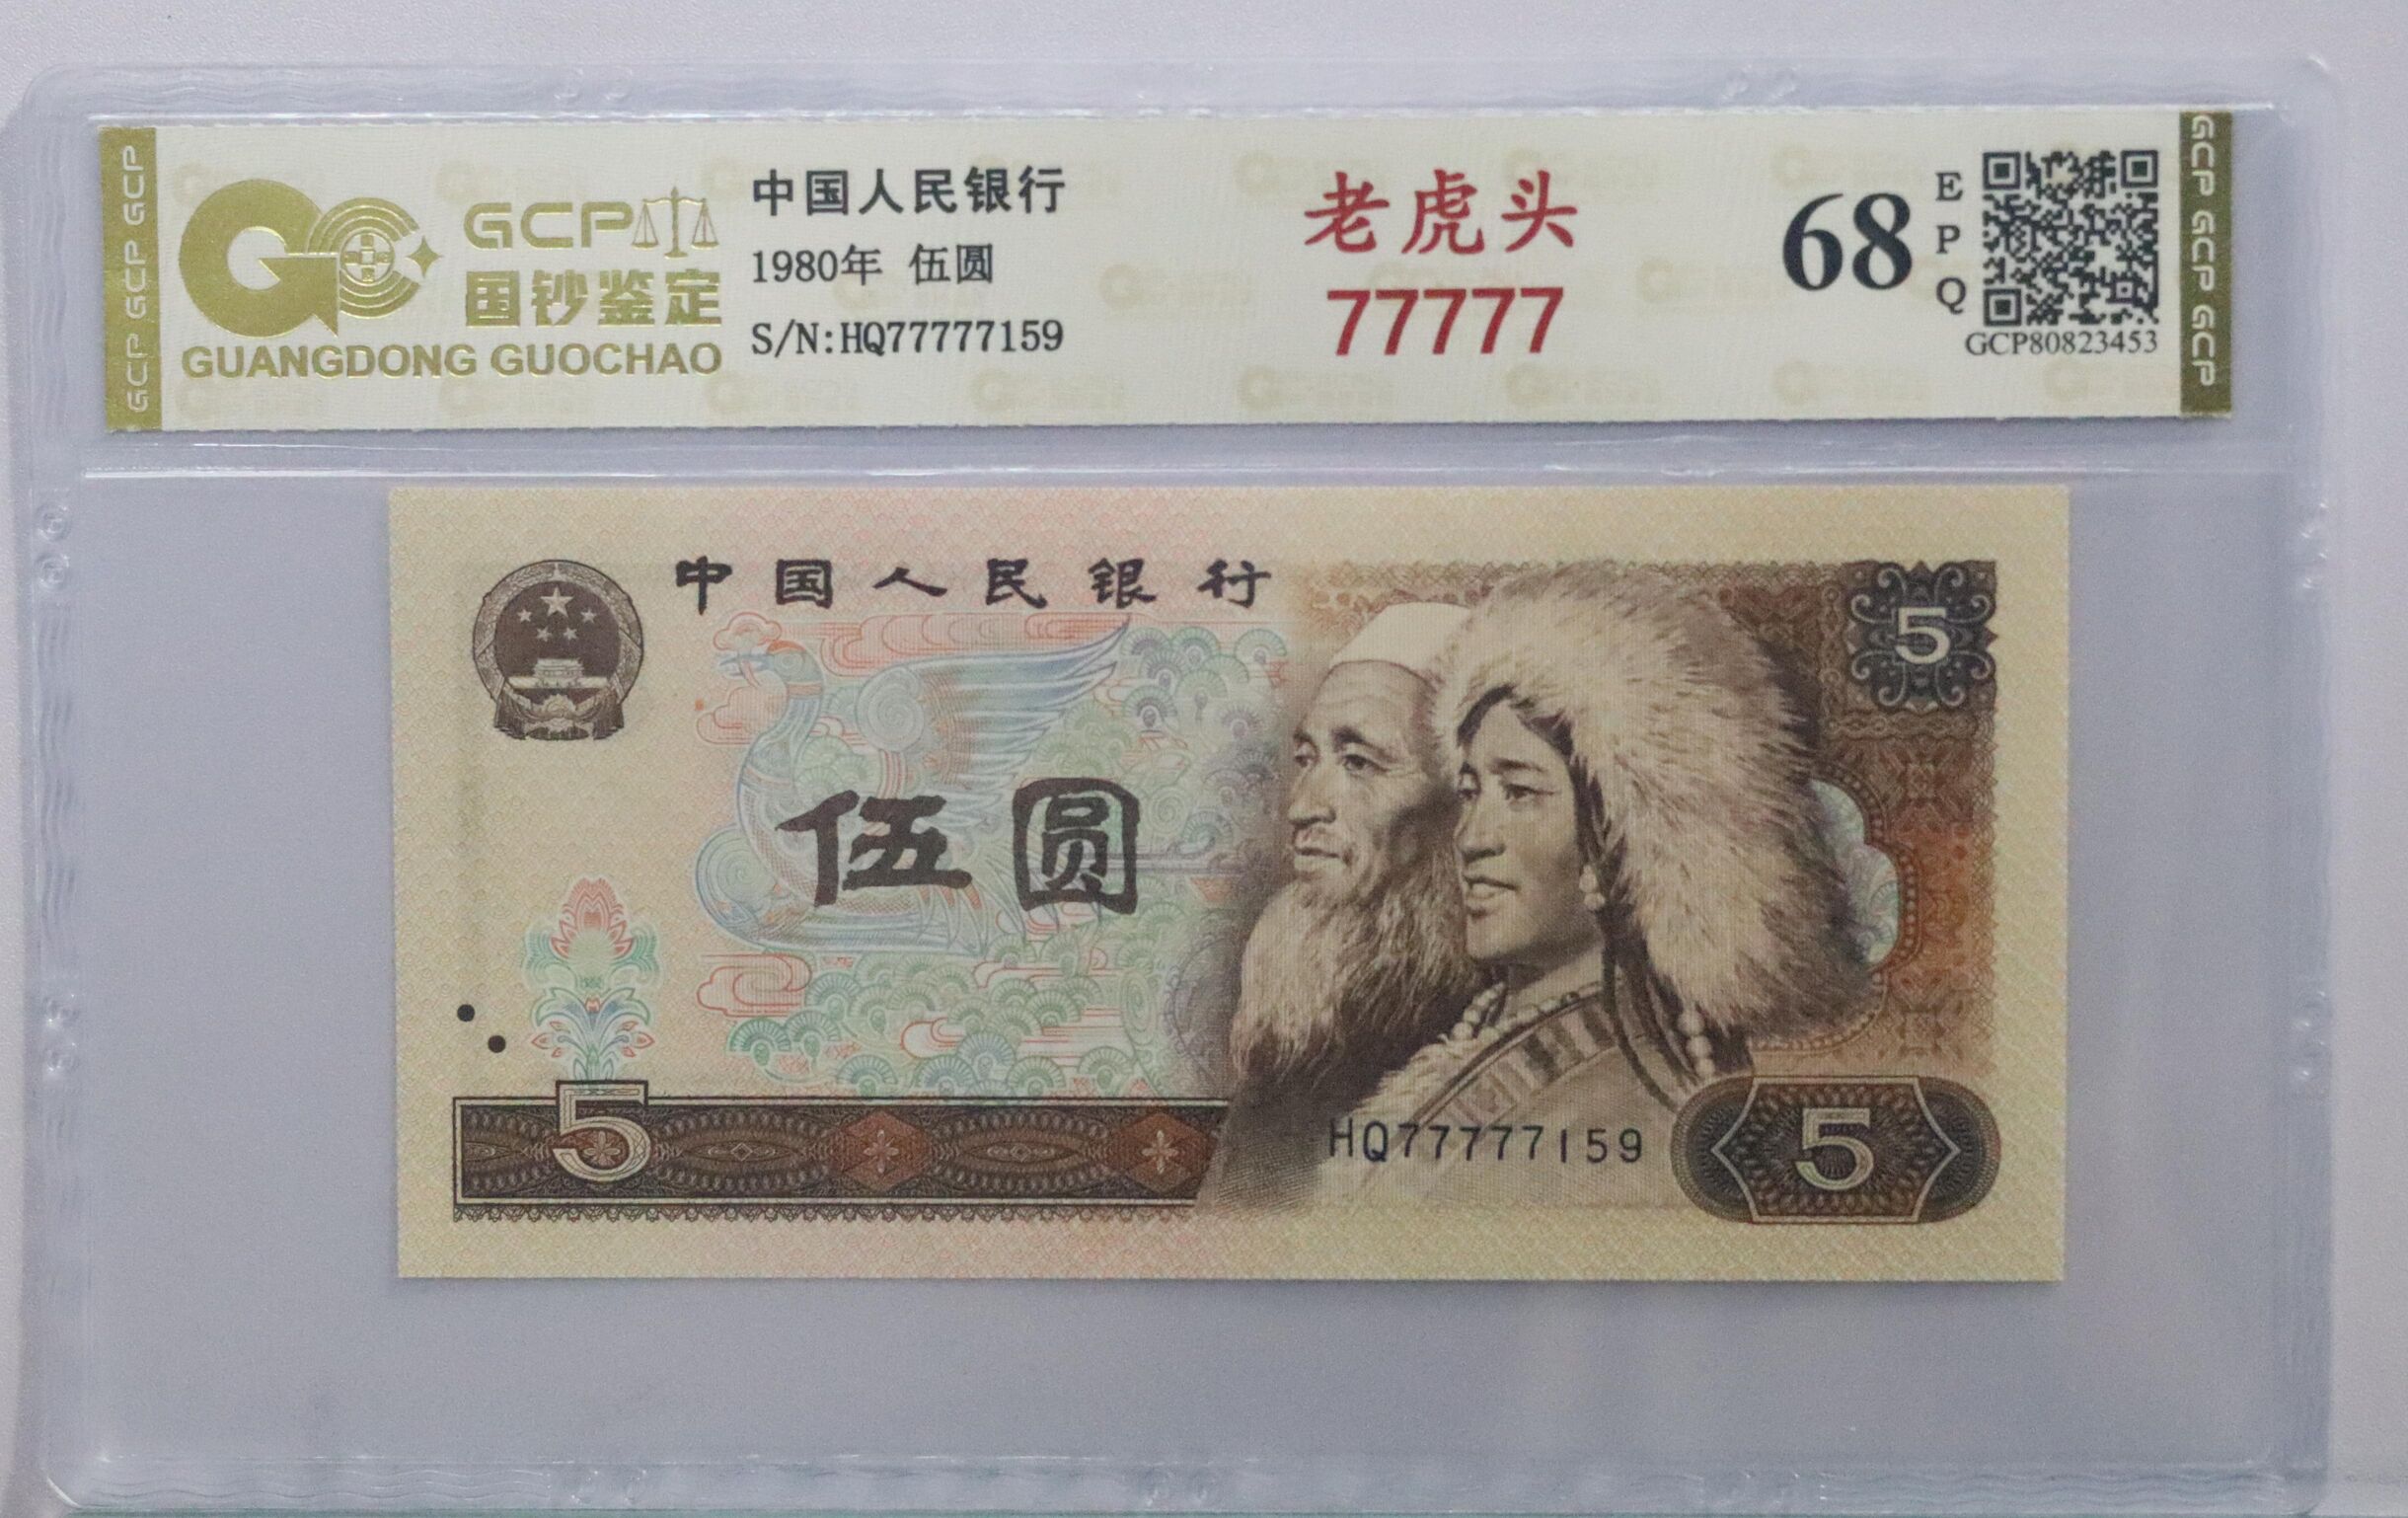 GCP GCP GCP
GCP
国钞鉴定
GUANGDONG GUOCHAO
中国人民银行
1980年 伍圆
S/N:HQ77777159
老虎头
77777
68
E
P
Q
GCP80823453
GCP GCP GCP
中国人民银行
5
伍圆
5
HQ77777159
5